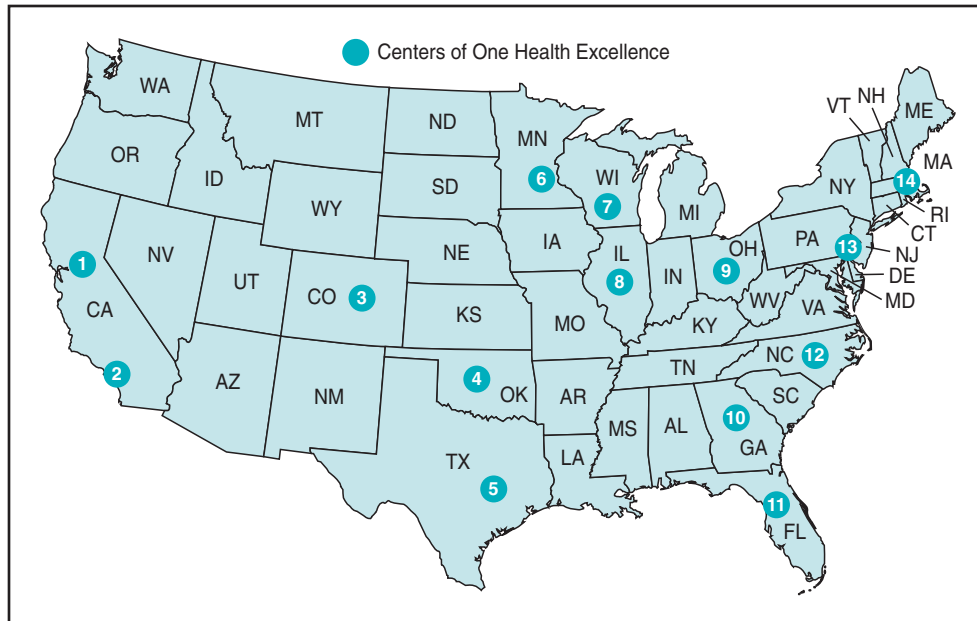 Centers of One Health Excellence
WA
MT
ND
MN
VT
NH
ME
OR
ID
SD
WI
MI
NY
MA
WY
RI
CT
NV
UT
CO
NE
IA
IL
IN
OH
PA
NJ
DE
MD
CA
KS
MO
KY
WV
VA
AZ
NM
OK
AR
TN
NC
SC
TX
LA
MS
AL
GA
FL
1
2
3
4
5
6
7
8
9
10
11
12
13
14